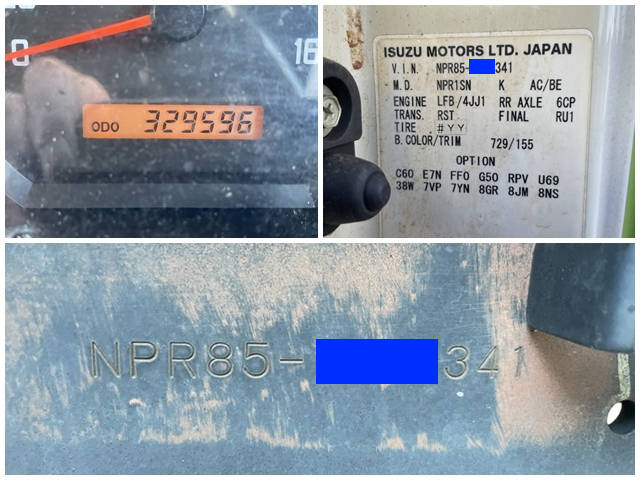 0
16
ODO 329596
ISUZU MOTORS LTD. JAPAN
V.I.N. NPR85- 341
M.D. NPR1SN K AC/BE
ENGINE LFB/4JJ1 RR AXLE 6CP
TRANS. RST FINAL RU1
TIRE #YY
B.COLOR/TRIM 729/155
OPTION
C60 E7N FF0 G50 RPV U69
38W 7VP 7YN 8GR 8JM 8NS
NPR85- 341